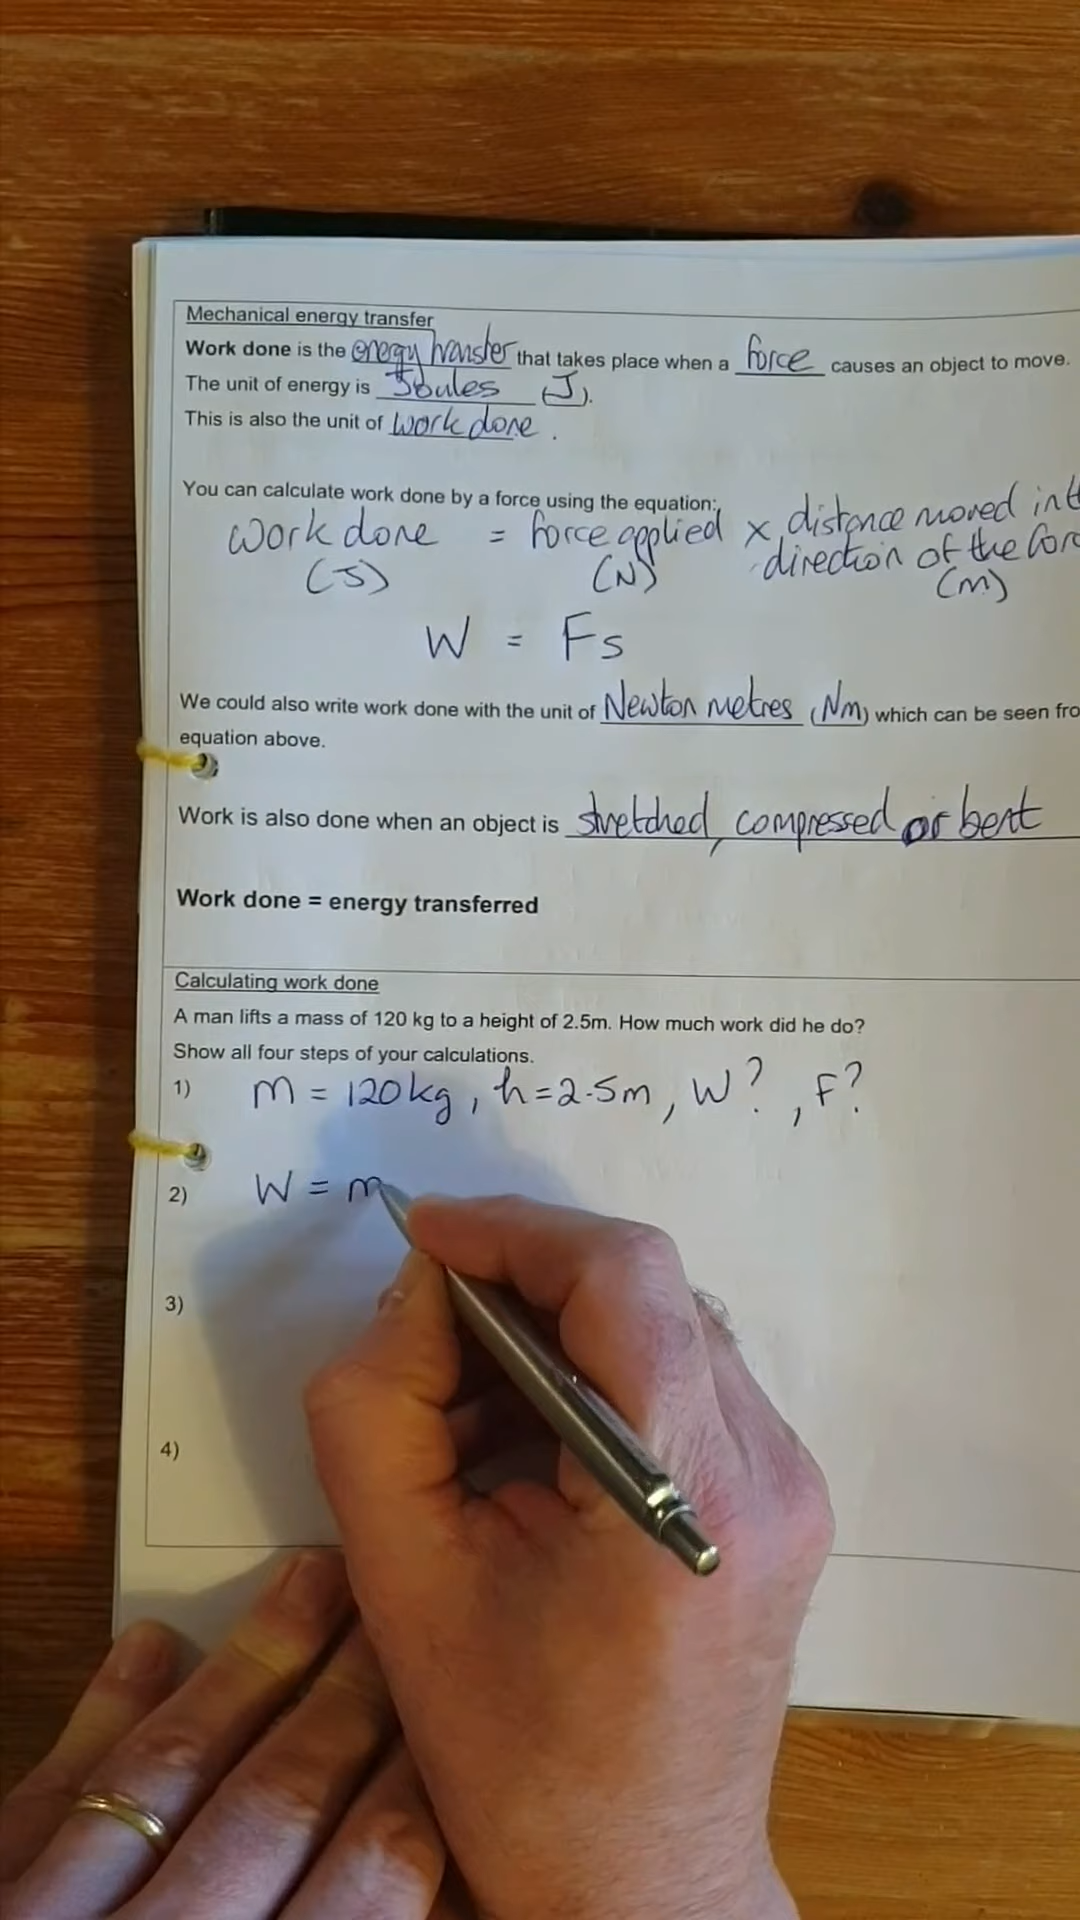 Mechanical energy transfer
Work done is the energy transfer that takes place when a force causes an object to move.
The unit of energy is Joules (J).
This is also the unit of work done.
You can calculate work done by a force using the equation:
work done = force applied x distance moved in
direction of the
(J) (N) (m)
W = Fs
We could also write work done with the unit of Newton metres (Nm) which can be seen
equation above.
Work is also done when an object is stretched, compressed or bent
Work done = energy transferred
Calculating work done
A man lifts a mass of 120 kg to a height of 2.5m. How much work did he do?
Show all four steps of your calculations.
1) m = 120kg, h=2.5m, W?, F?
2) W = m
3)
4)